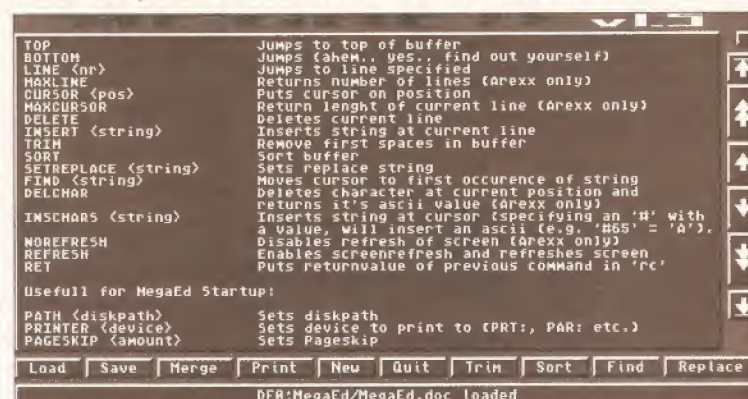 TOP Jumps to top of buffer
BOTTOM Jumps (ahem.. yes.. find out yourself)
LINE <nr> Jumps to line specified
MAXLINE Returns number of lines (Arexx only)
CURSOR <pos> Puts cursor on position
MAXCURSOR Return lenght of current line (Arexx only)
DELETE Deletes current line
INSERT <string> Inserts string at current line
TRIM Remove first spaces in buffer
SORT Sort buffer
SETREPLACE <string> Sets replace string
FIND <string> Moves cursor to first occurence of string
DELCHAR Deletes character at current position and
returns it's ascii value (Arexx only)
INSCHARS <string> Inserts string at cursor (specifying an '#' with
a value, will insert an ascii (e.g. '#65' = 'A').
NOREFRESH Disables refresh of screen (Arexx only)
REFRESH Enables screenrefresh and refreshes screen
RET Puts returnvalue of previous command in 'rc'
Usefull for MegaEd Startup:
PATH <diskpath> Sets diskpath
PRINTER <device> Sets device to print to (PRT:, PAR: etc.)
PAGESKIP <amount> Sets Pageskip
Load Save Merge Print New Quit Trim Sort Find Replace
DF0:MegaEd/MegaEd.doc loaded